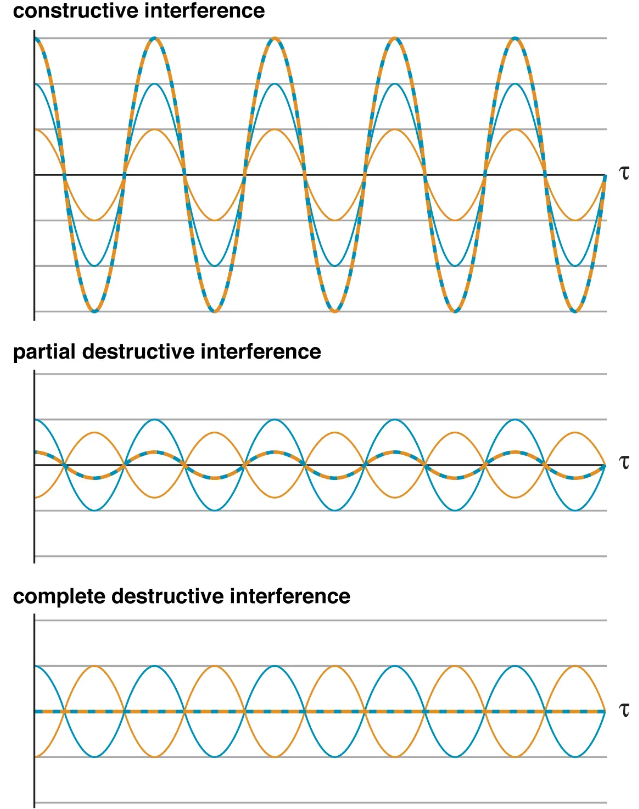 constructive interference
τ
partial destructive interference
τ
complete destructive interference
τ